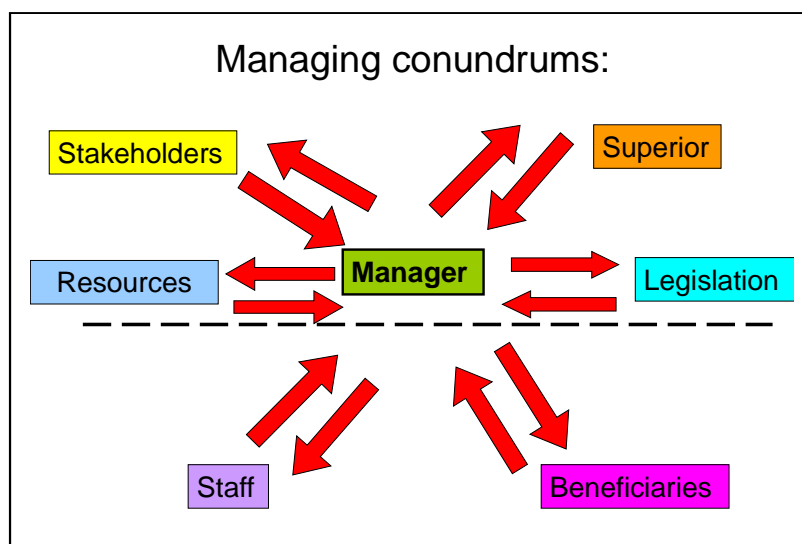 Managing conundrums:
Stakeholders
Superior
Resources
Manager
Legislation
Staff
Beneficiaries